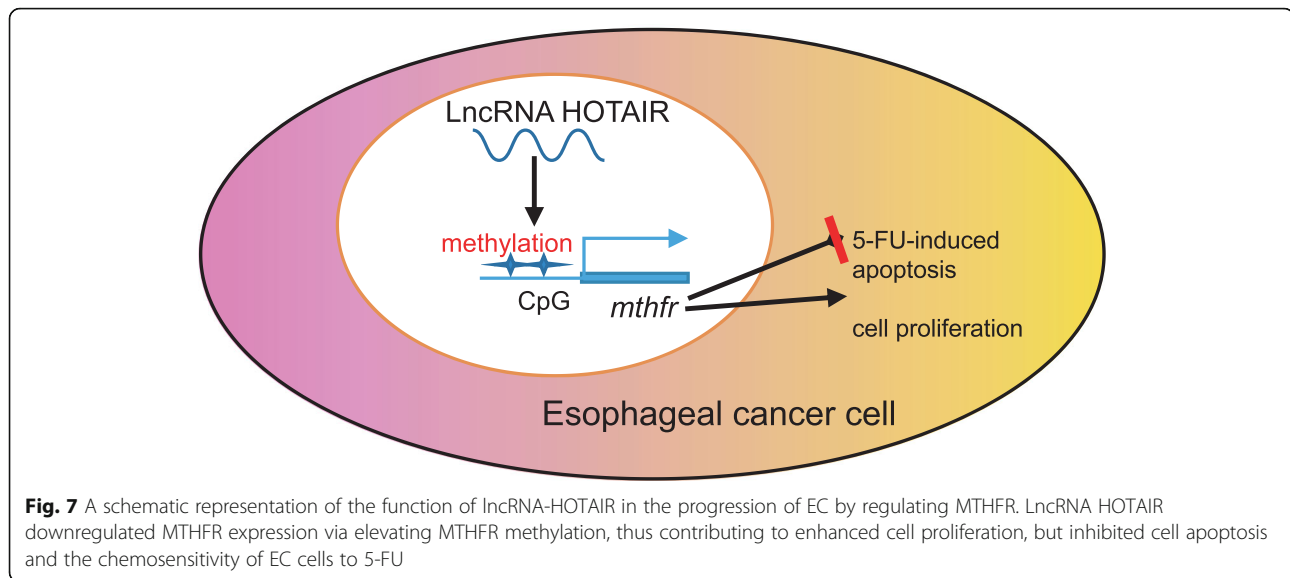 LncRNA HOTAIR
methylation
CpG
mthfr
5-FU-induced
apoptosis
cell proliferation
Esophageal cancer cell
Fig. 7 A schematic representation of the function of lncRNA-HOTAIR in the progression of EC by regulating MTHFR. LncRNA HOTAIR
downregulated MTHFR expression via elevating MTHFR methylation, thus contributing to enhanced cell proliferation, but inhibited cell apoptosis
and the chemosensitivity of EC cells to 5-FU